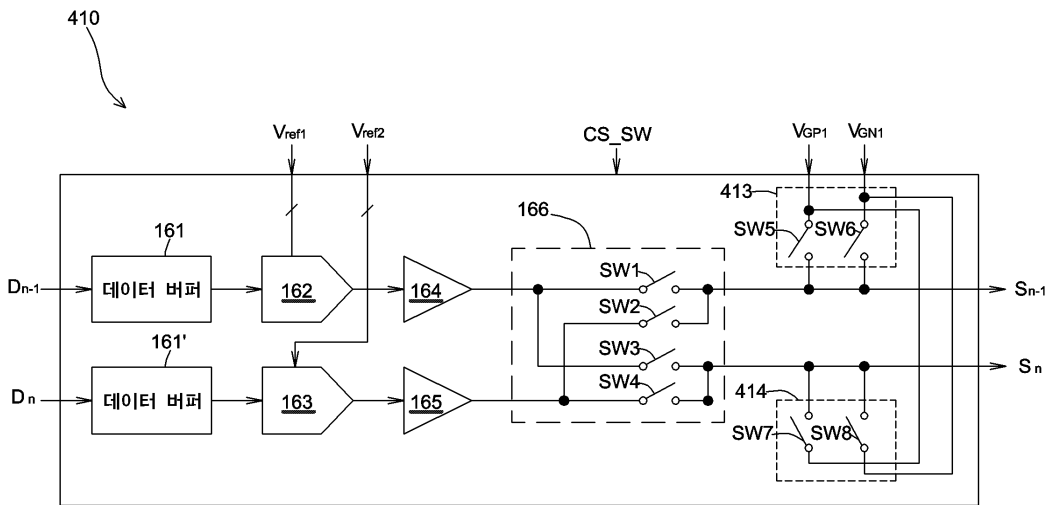 410
Vref1
Vref2
CS_SW
VGP1
VGN1
413
166
161
SW5
SW6
SW1
Dn-1
데이터 버퍼
162
164
Sn-1
SW2
161'
SW3
Sn
SW4
Dn
데이터 버퍼
163
165
414
SW7
SW8